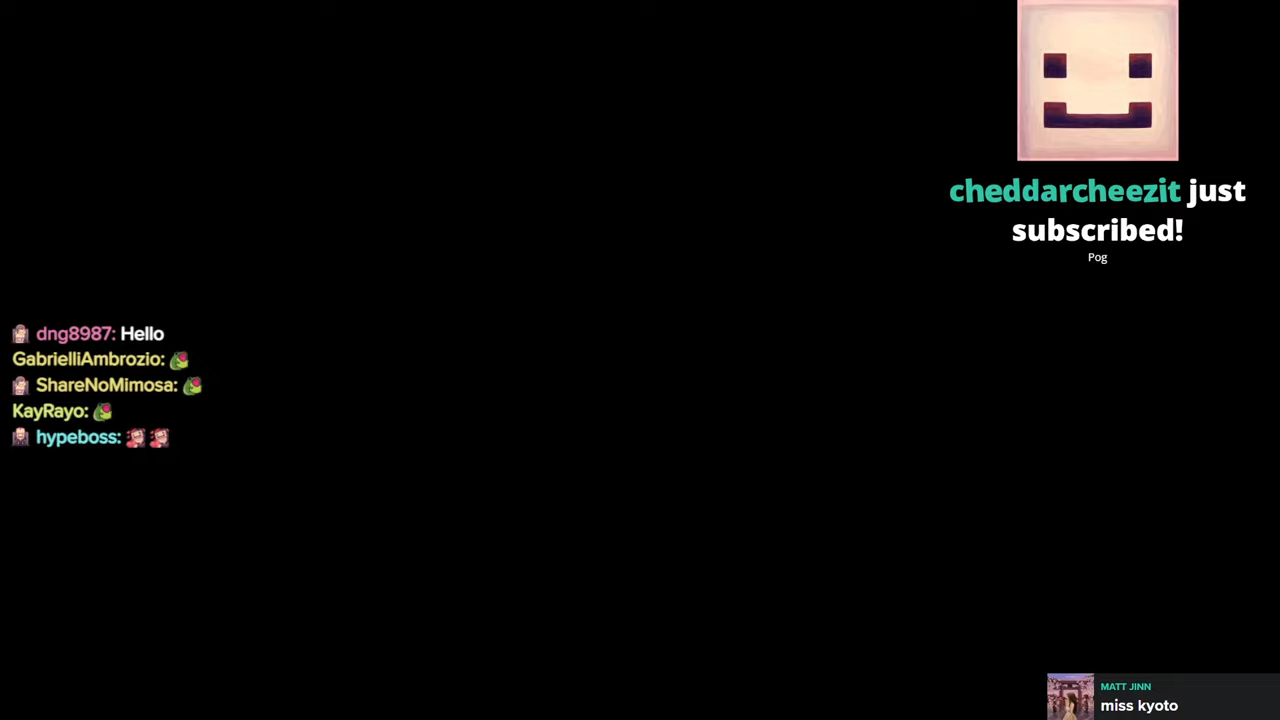 cheddarcheezit just
subscribed!
Pog
dng8987: Hello
GabrielliAmbrozio:
ShareNoMimosa:
KayRayo:
hypeboss:
MATT JINN
miss kyoto